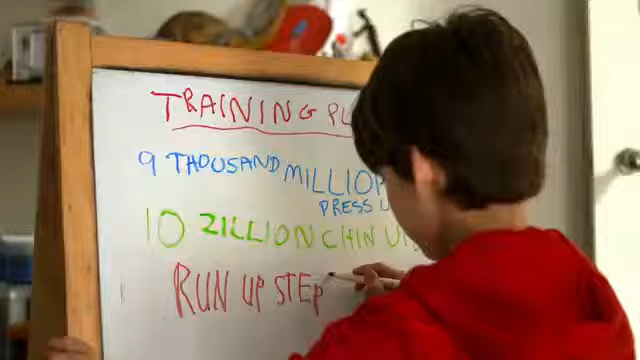 TRAINING PL
9 THOUSAND MILLIO
PRESS U
10 ZILLION CHIN U
RUN UP STEP